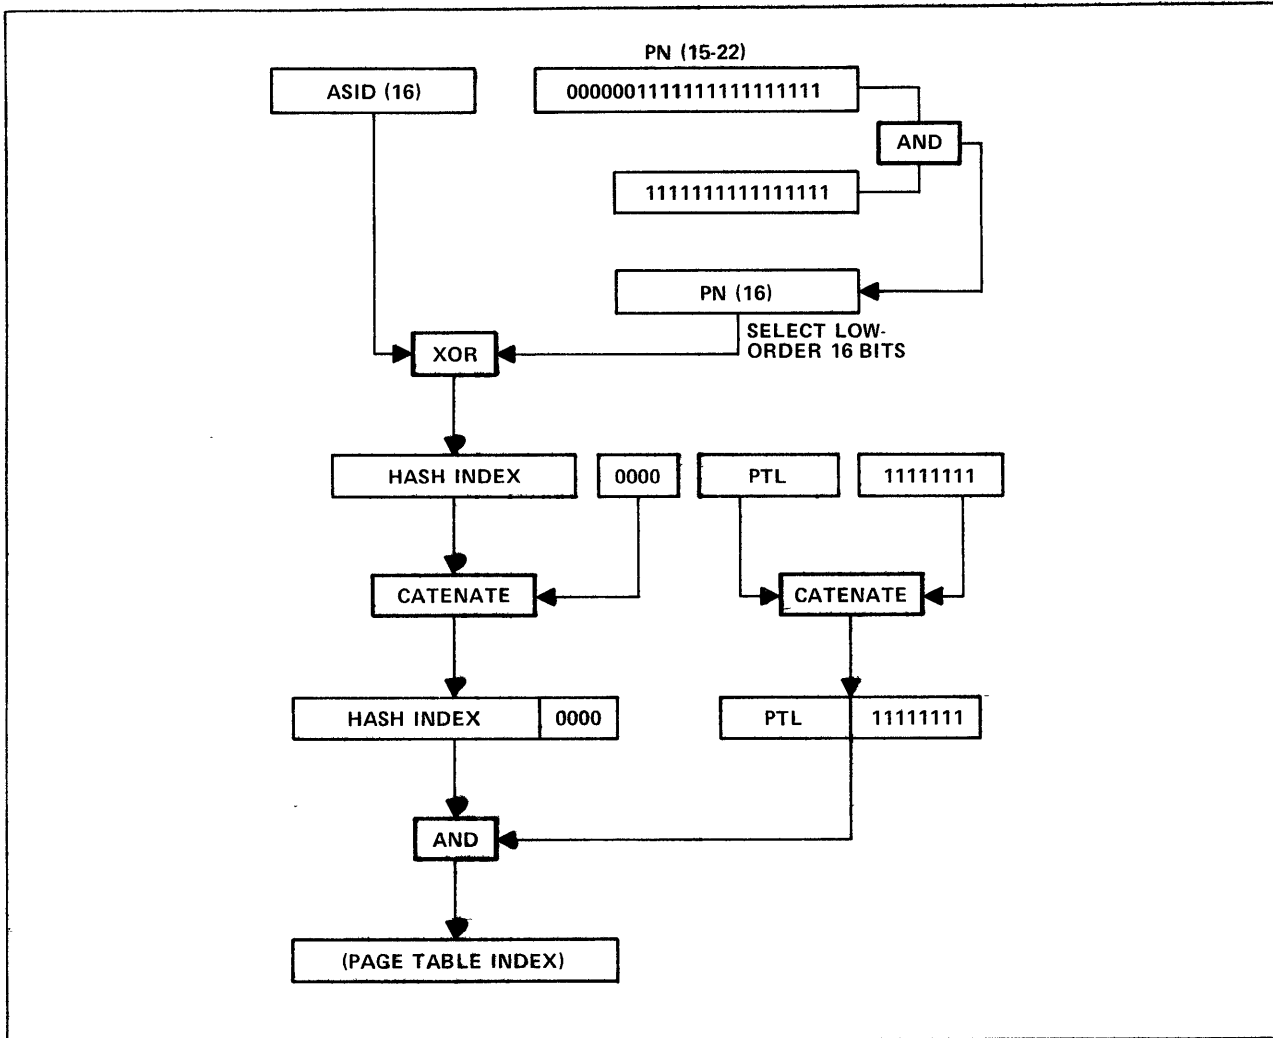 PN (15-22)
ASID (16)
0000001111111111111111
AND
1111111111111111
PN (16)
SELECT LOW-
ORDER 16 BITS
XOR
HASH INDEX
0000
PTL
11111111
CATENATE
CATENATE
HASH INDEX
0000
PTL
11111111
AND
(PAGE TABLE INDEX)